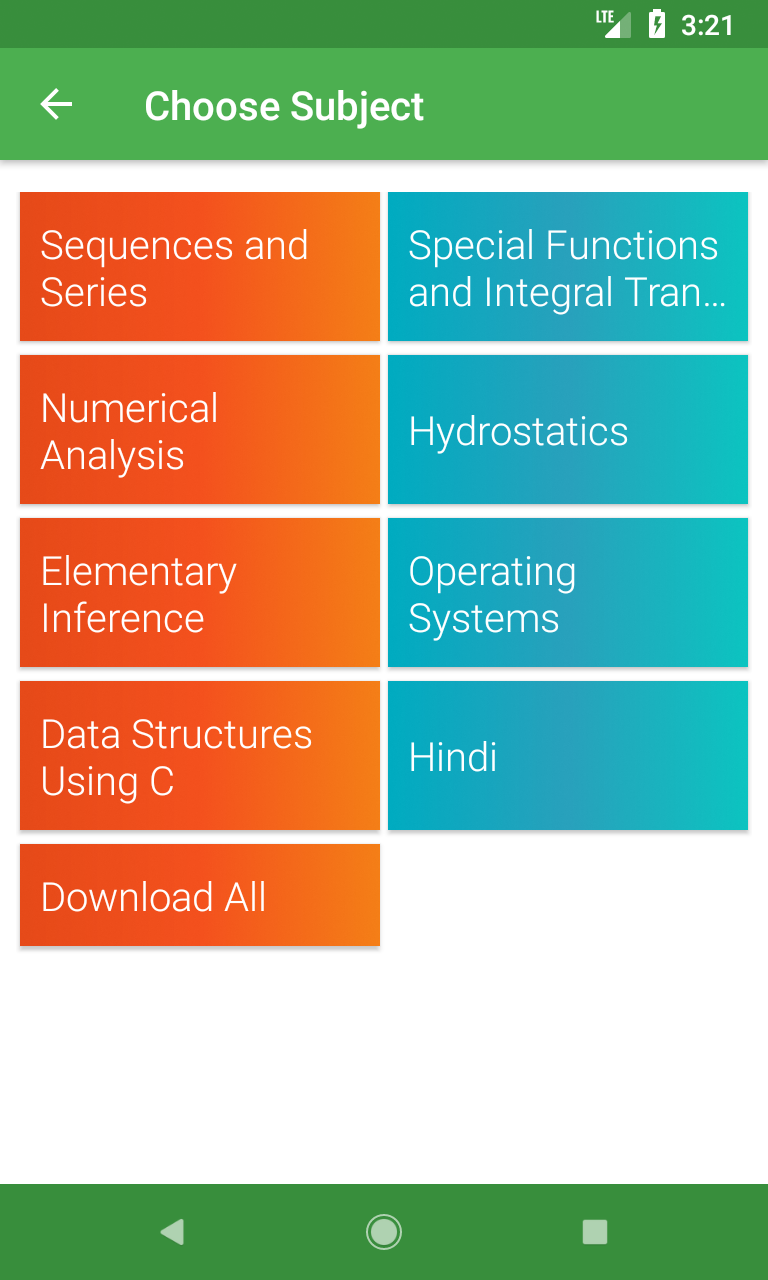 LTE 3:21
Choose Subject
Sequences and
Series
Special Functions
and Integral Tran...
Numerical
Analysis
Hydrostatics
Elementary
Inference
Operating
Systems
Data Structures
Using C
Hindi
Download All